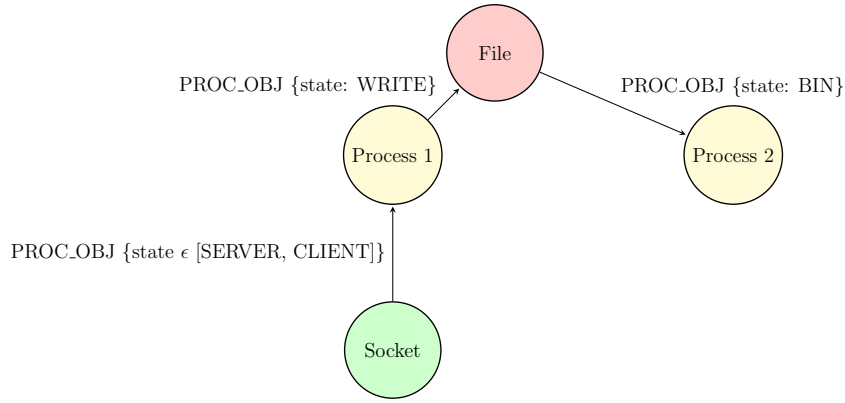 File
PROC_OBJ {state: WRITE}
PROC_OBJ {state: BIN}
Process 1
Process 2
PROC_OBJ {state ϵ [SERVER, CLIENT]}
Socket